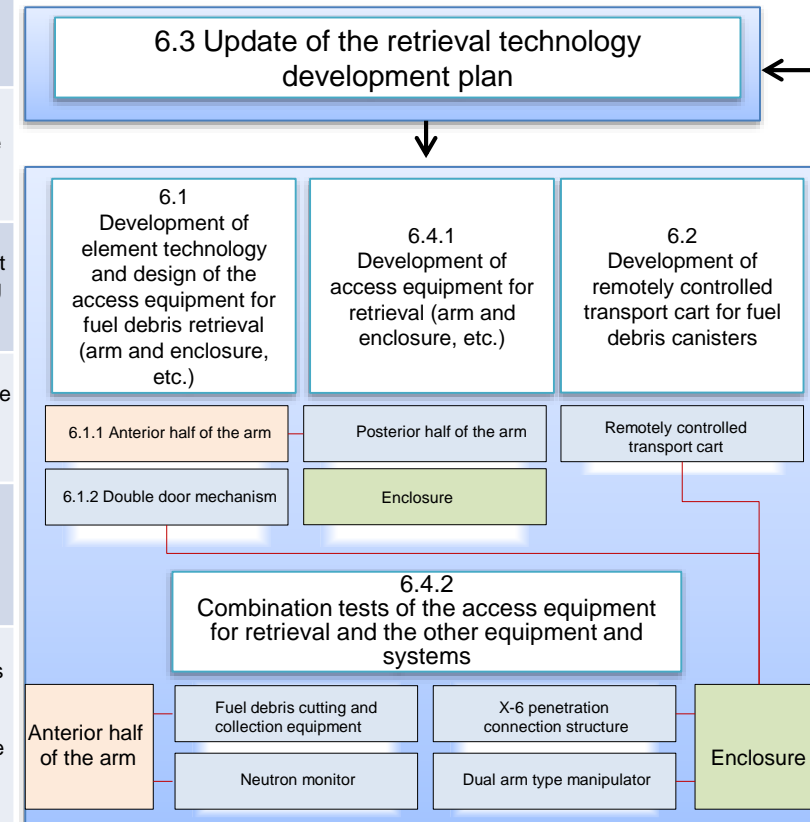 6.3 Update of the retrieval technology
development plan
6.1
Development of
element technology
and design of the
access equipment for
fuel debris retrieval
(arm and enclosure,
etc.)
6.4.1
Development of
access equipment for
retrieval (arm and
enclosure, etc.)
6.2
Development of
remotely controlled
transport cart for fuel
debris canisters
6.1.1 Anterior half of the arm
Posterior half of the arm
Remotely controlled
transport cart
6.1.2 Double door mechanism
Enclosure
6.4.2
Combination tests of the access equipment
for retrieval and the other equipment and
systems
Anterior half
of the arm
Fuel debris cutting and
collection equipment
X-6 penetration
connection structure
Enclosure
Neutron monitor
Dual arm type manipulator